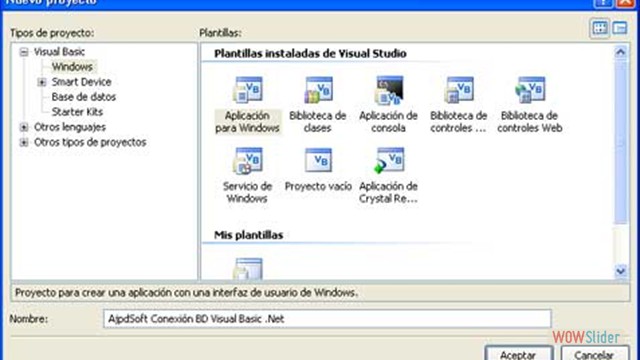 Nuevo proyecto
Tipos de proyecto:
Plantillas:
Visual Basic
Windows
Smart Device
Base de datos
Starter Kits
Otros lenguajes
Otros tipos de proyectos
Plantillas instaladas de Visual Studio
Aplicación
para Windows
Biblioteca de
clases
Aplicación de
consola
Biblioteca de
controles ...
Biblioteca de
controles Web
Servicio de
Windows
Proyecto vacío
Aplicación de
Crystal Re...
Mis plantillas
Proyecto para crear una aplicación con una interfaz de usuario de Windows.
Nombre:
AjpdSoft Conexión BD Visual Basic .Net
Aceptar
Cancelar
WOWSlider